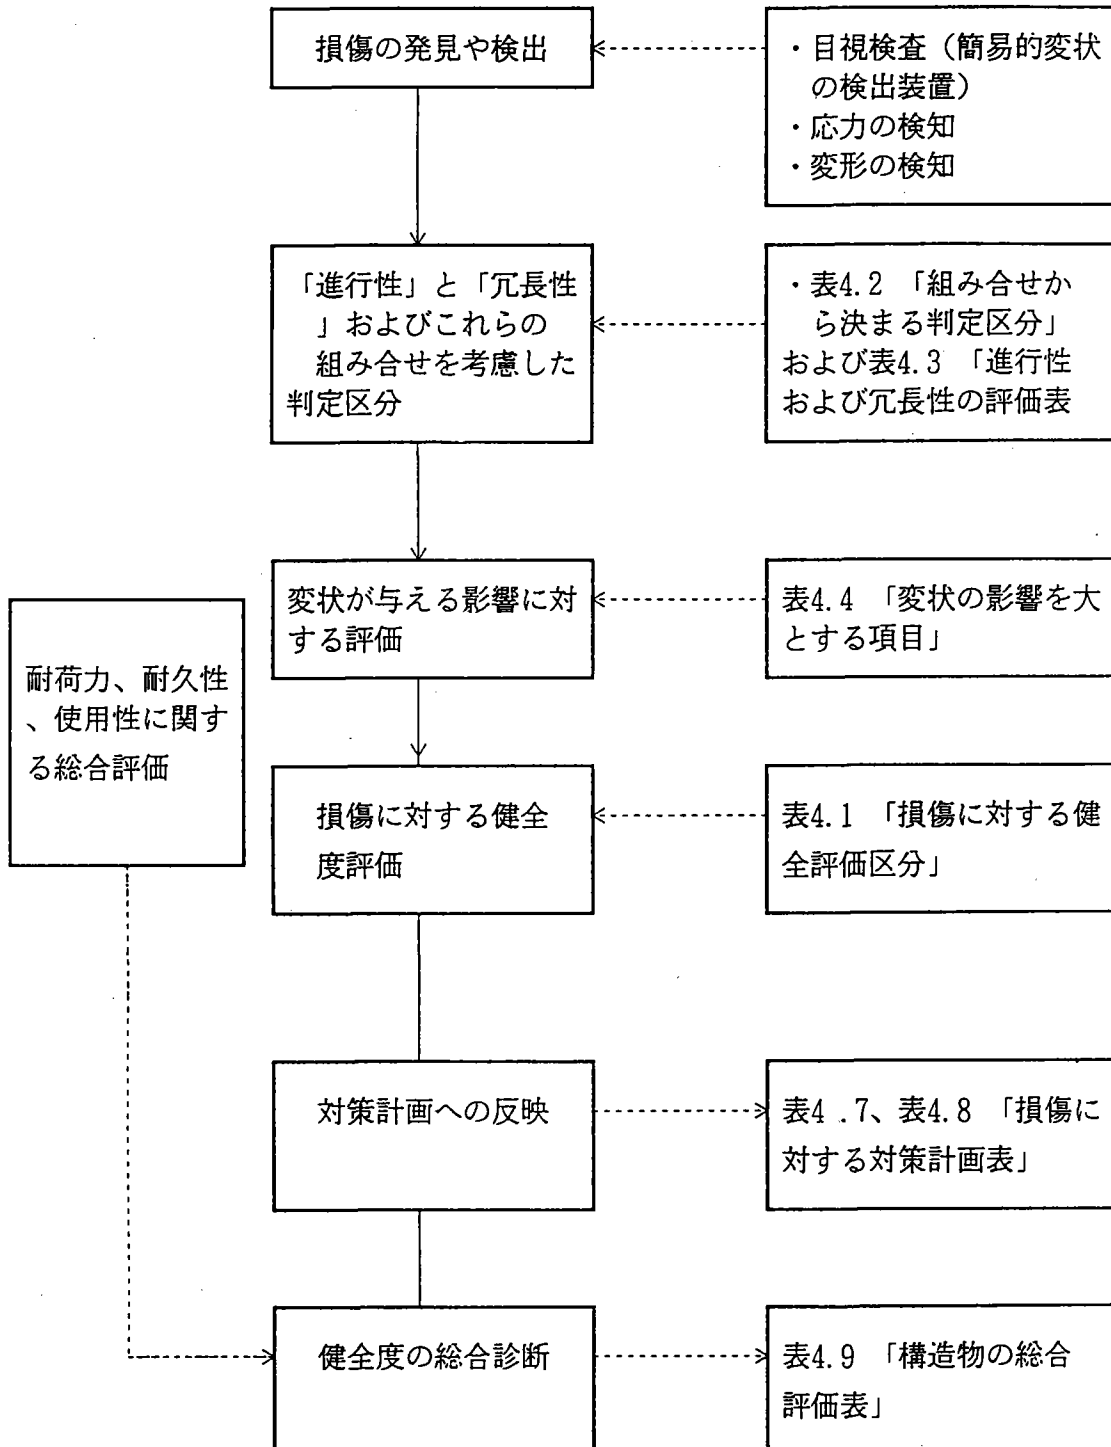 損傷の発見や検出
・目視検査（簡易的変状
の検出装置）
・応力の検知
・変形の検知
「進行性」と「冗長性
」およびこれらの
組み合せを考慮した
判定区分
・表4.2 「組み合せか
ら決まる判定区分」
および表4.3 「進行性
および冗長性の評価表
変状が与える影響に対
する評価
表4.4 「変状の影響を大
とする項目」
耐荷力、耐久性
、使用性に関す
る総合評価
損傷に対する健全
度評価
表4.1 「損傷に対する健
全評価区分」
対策計画への反映
表4.7、表4.8 「損傷に
対する対策計画表」
健全度の総合診断
表4.9 「構造物の総合
評価表」